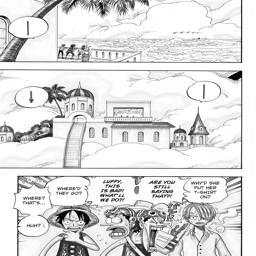 WHERE'D
THEY GO?
WHERE?
THAT'S...
HUH?
LUFFY,
THIS
IS BAD!
WHAT'LL
WE DO?!
ARE YOU
STILL
SAYING
THAT?!
WHY'D SHE
PUT HER
T-SHIRT
ON?